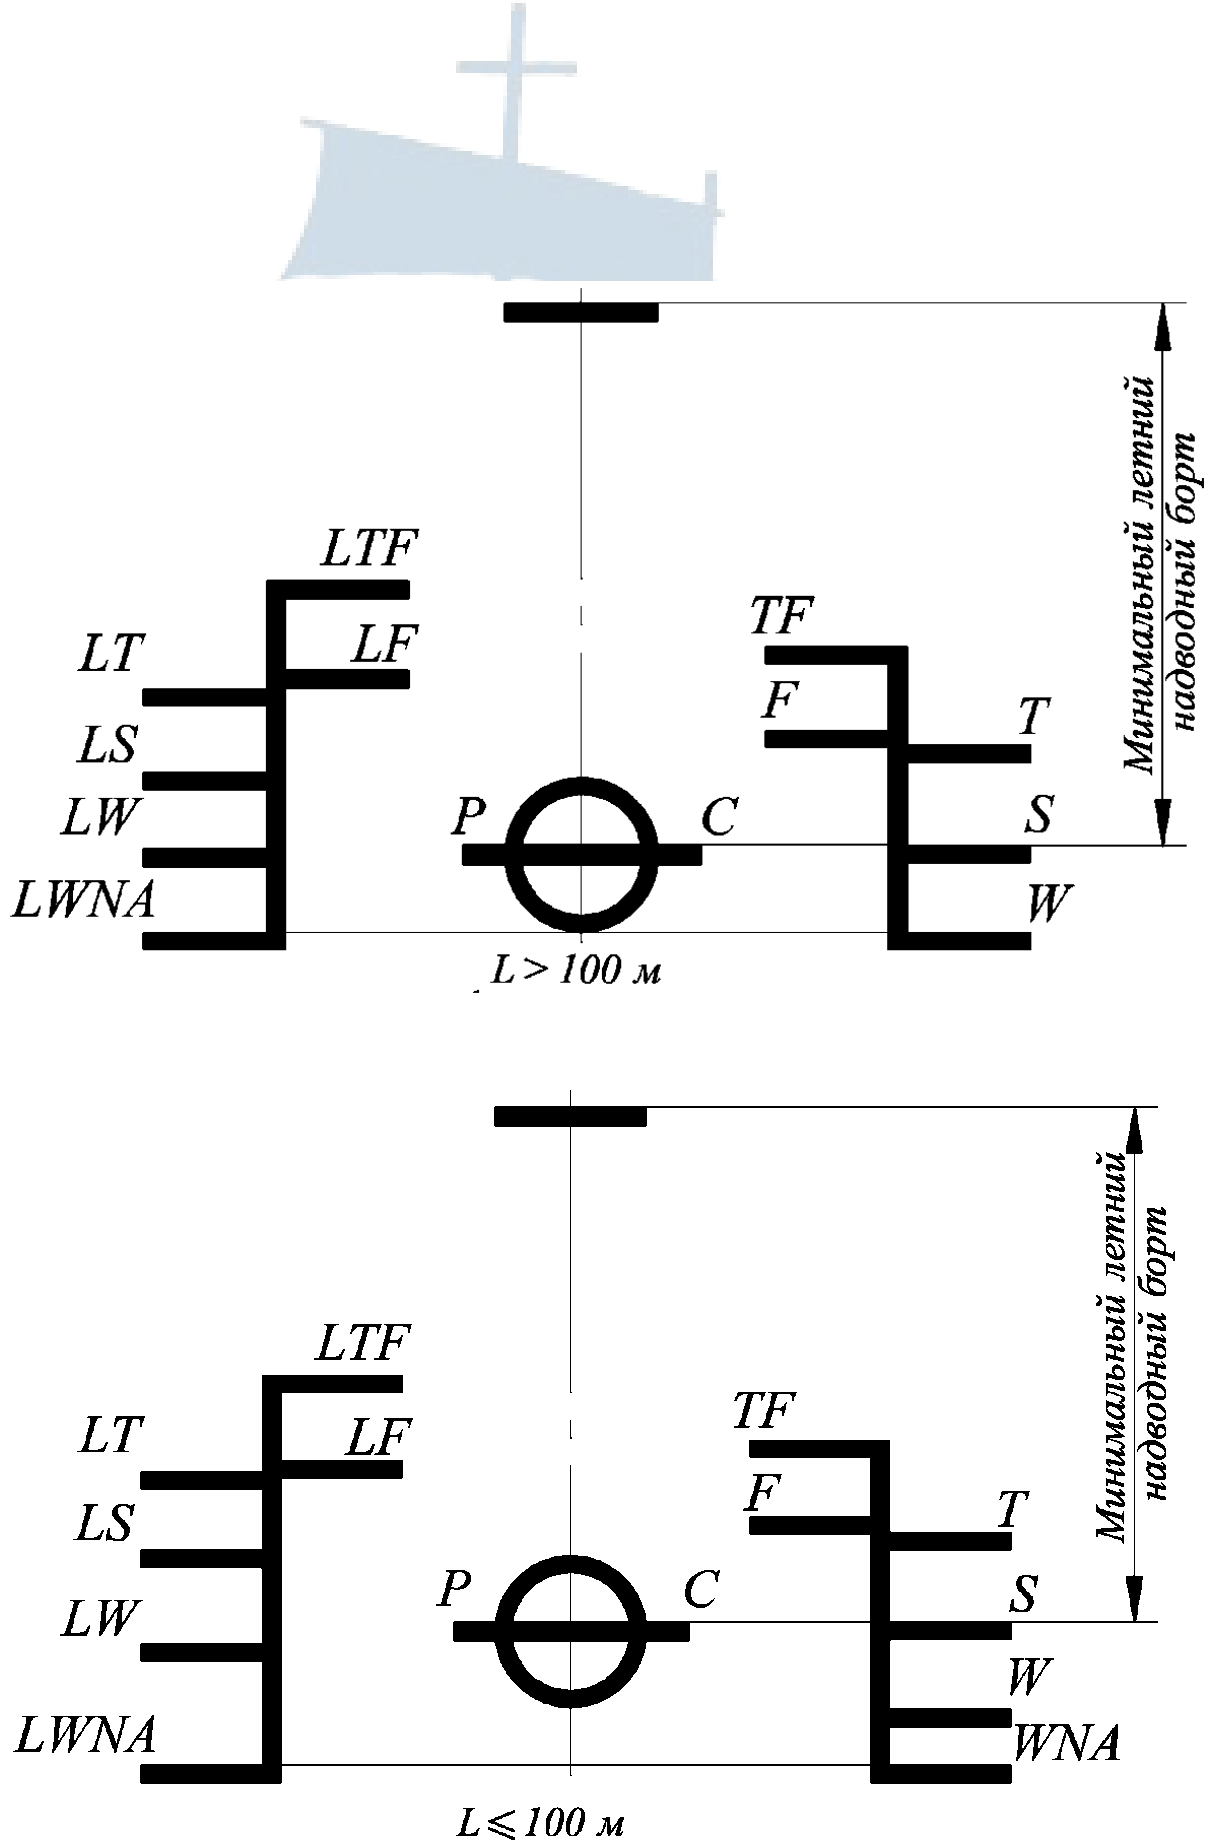 LTF
LT
LF
LS
LW
LWNA
P
C
TF
F
T
S
W
Минимальный летний
надводный борт
L > 100 м
LTF
LT
LF
LS
LW
LWNA
P
C
TF
F
T
S
W
WNA
Минимальный летний
надводный борт
L ⩽ 100 м